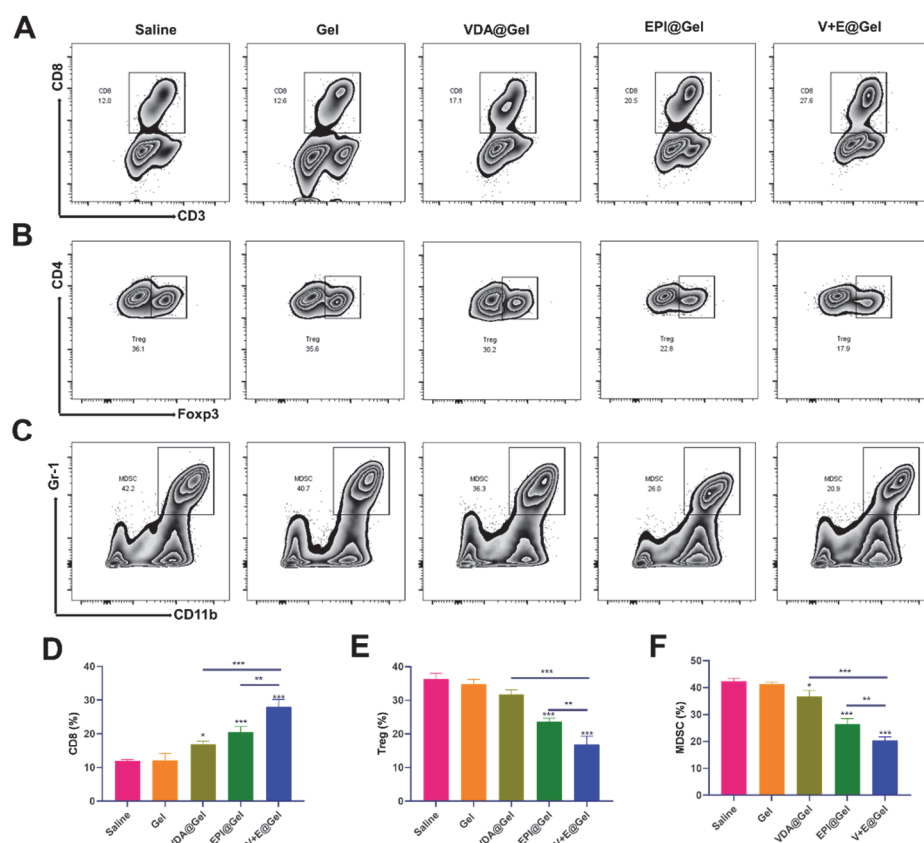 A
Saline
Gel
VDA@Gel
EPI@Gel
V+E@Gel
CD8
CD8
12.0
CD8
12.6
CD8
17.1
CD8
20.5
CD8
27.6
CD3
B
CD4
Treg
36.1
Treg
35.6
Treg
30.2
Treg
22.8
Treg
17.9
Foxp3
C
Gr-1
MDSC
42.2
MDSC
40.7
MDSC
36.3
MDSC
26.0
MDSC
20.9
CD11b
D
CD8 (%)
40
30
20
10
0
***
**
*
***
***
Saline
Gel
VDA@Gel
EPI@Gel
V+E@Gel
E
Treg (%)
40
30
20
10
0
***
**
***
***
Saline
Gel
VDA@Gel
EPI@Gel
V+E@Gel
F
MDSC (%)
50
40
30
20
10
0
***
**
*
***
***
Saline
Gel
VDA@Gel
EPI@Gel
V+E@Gel